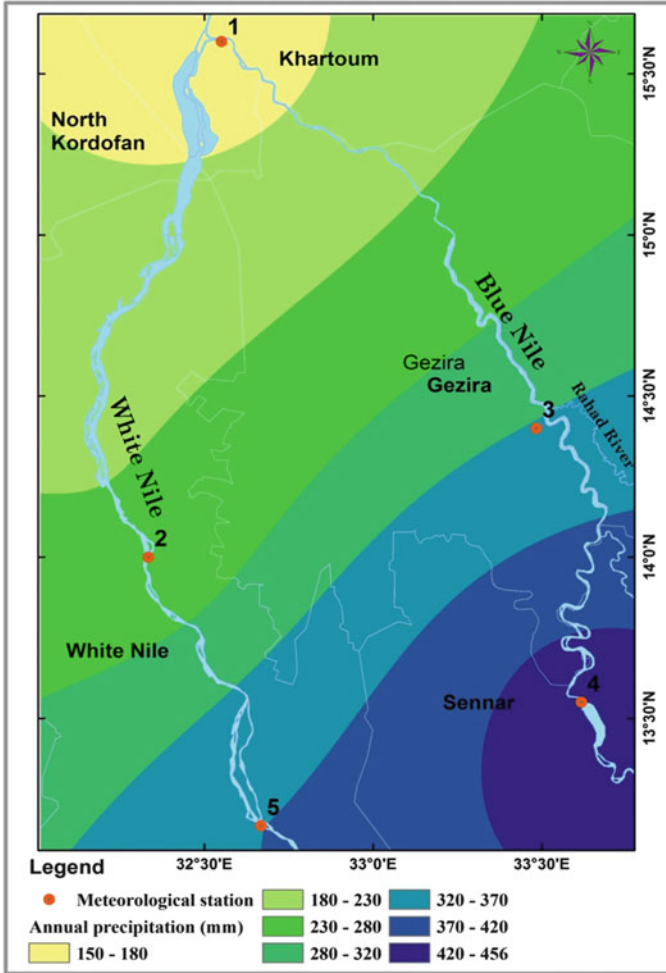 1
Khartoum
15°30'N
North
Kordofan
15°0'N
Blue Nile
Gezira
Gezira
14°30'N
3
Rahad River
White Nile
2
14°0'N
White Nile
4
Sennar
13°30'N
5
Legend
32°30'E
33°0'E
33°30'E
Meteorological station
Annual precipitation (mm)
150 - 180
180 - 230
230 - 280
280 - 320
320 - 370
370 - 420
420 - 456